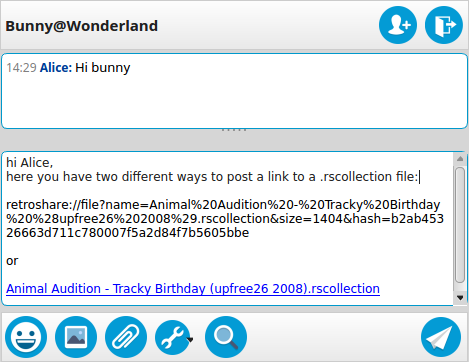 Bunny@Wonderland
14:29 Alice: Hi bunny
hi Alice,
here you have two different ways to post a link to a .rscollection file:
retroshare://file?name=Animal%20Audition%20-%20Tracky%20Birthday
%20%28upfree26%202008%29.rscollection&size=1404&hash=b2ab453
26663d711c780007f5a2d84f7b5605bbe
or
Animal Audition - Tracky Birthday (upfree26 2008).rscollection